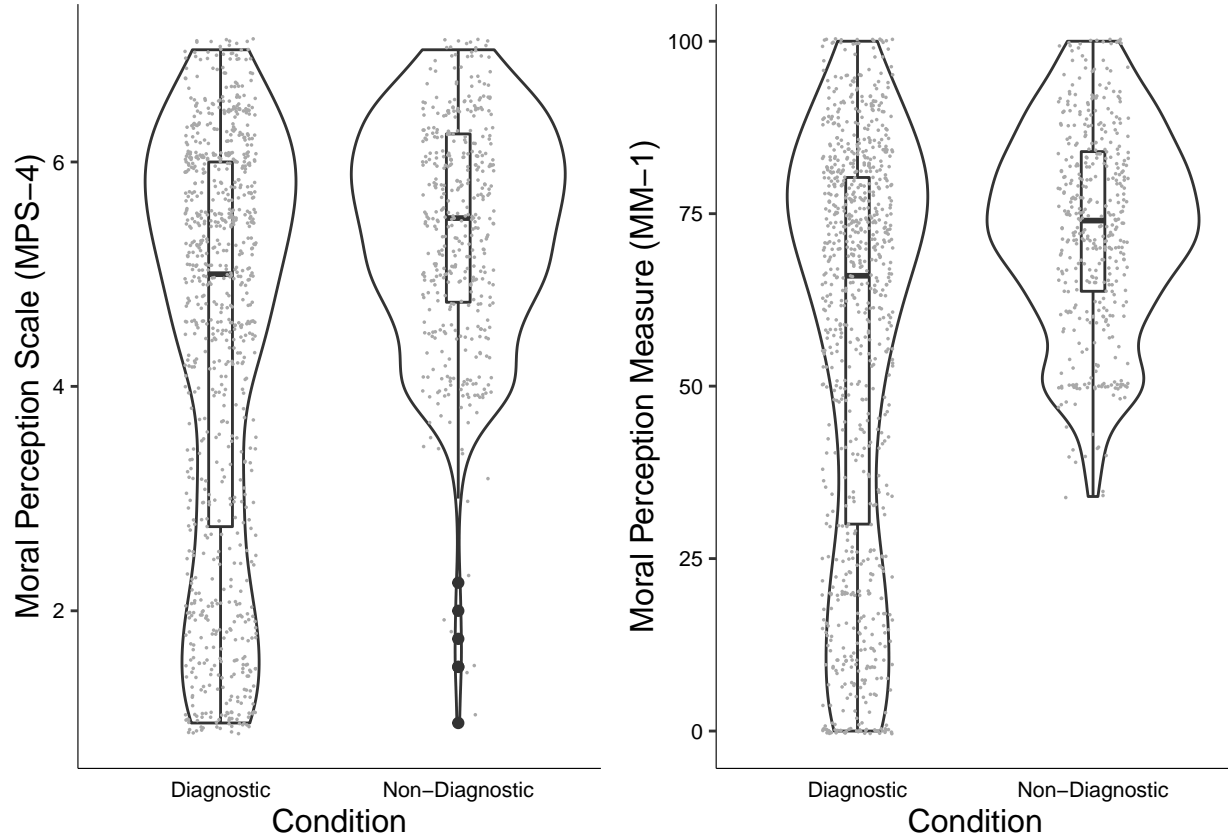 Moral Perception Scale (MPS−4)
6
4
2
Diagnostic
Non−Diagnostic
Condition
Moral Perception Measure (MM−1)
100
75
50
25
0
Diagnostic
Non−Diagnostic
Condition